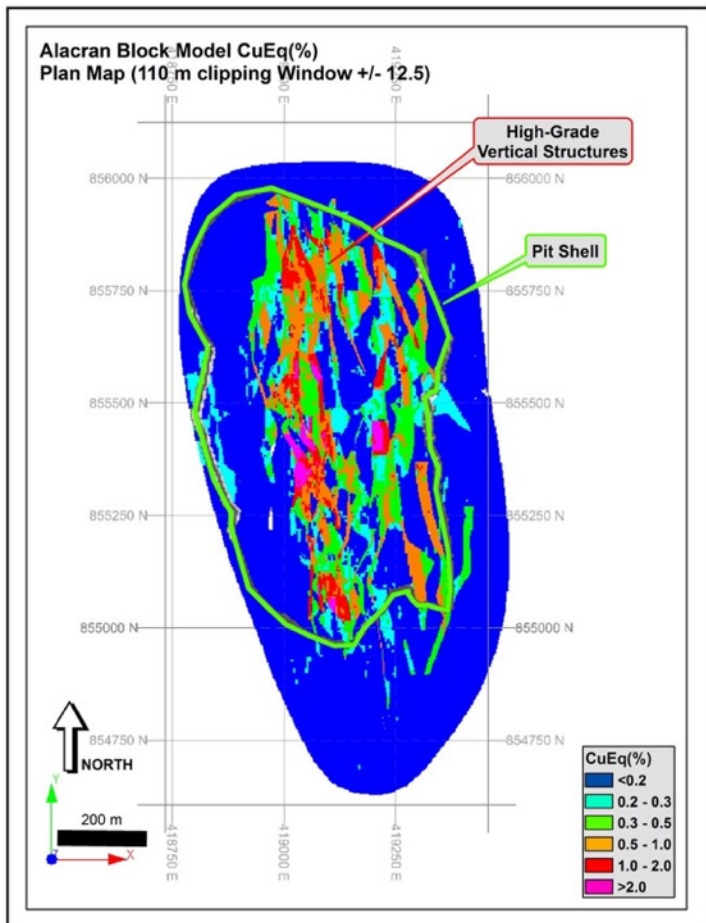 Alacran Block Model CuEq(%)
Plan Map (110 m clipping Window +/- 12.5)
418750 E
419250 E
High-Grade
Vertical Structures
856000 N
856000 N
Pit Shell
855750 N
855750 N
855500 N
855500 N
855250 N
855250 N
855000 N
855000 N
854750 N
854750 N
NORTH
Y
Z
X
200 m
418750 E
419000 E
419250 E
CuEq(%)
<0.2
0.2 - 0.3
0.3 - 0.5
0.5 - 1.0
1.0 - 2.0
>2.0